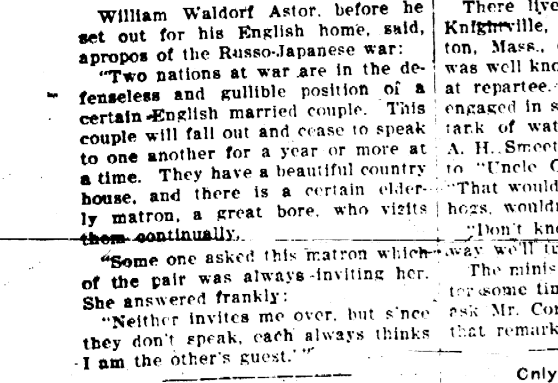 William Waldorf Astor, before he
set out for his English home, said,
apropos of the Russo-Japanese war:
"Two nations at war are in the de-
fenseless and gullible position of a
certain English married couple. This
couple will fall out and cease to speak
to one another for a year or more at
a time. They have a beautiful country
house, and there is a certain elder-
ly matron, a great bore, who visits
them continually.
"Some one asked this matron which
of the pair was always inviting her.
She answered frankly:
"Neither invites me over, but since
they don't speak, each always thinks
I am the other's guest.'"
There live
Knightville,
ton, Mass.,
was well kno
at repartee.
engaged in s
tank of wat
A. H. Smeet
to "Uncle
"That would
hogs, wouldn
"Don't kn
way we'll
The minis
ter some tin
ask Mr. Cor
that remark
Only